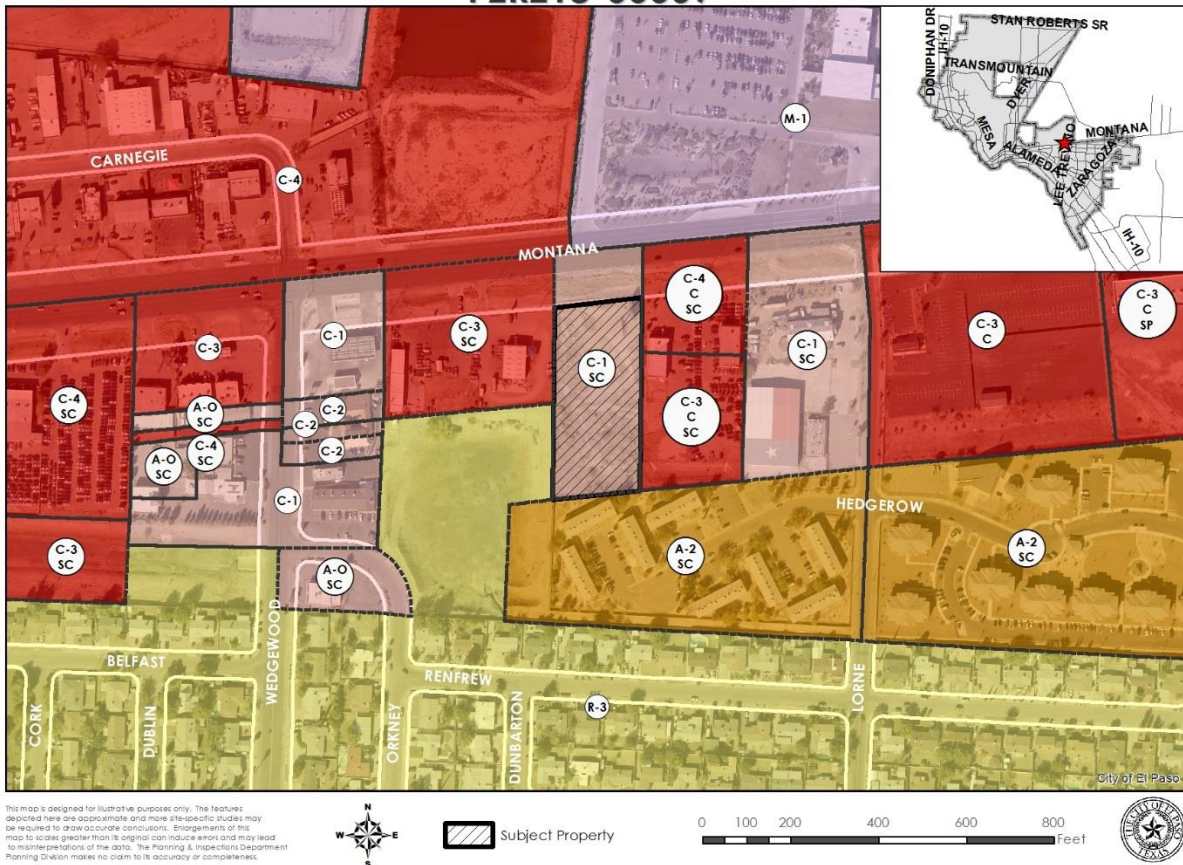 DONIPHAN DR
IH-10
STAN ROBERTS SR
TRANSMOUNTAIN
DYER
MESA
ALAMEDA
LEE TREVINO
MONTANA
ZARAGOZA
IH-10
M-1
CARNEGIE
C-4
MONTANA
C-4
C
SC
C-1
SC
C-3
C
C-3
C
SP
C-3
C-1
C-3
SC
C-1
SC
C-4
SC
A-O
SC
C-2
C-2
C-3
C
SC
A-O
SC
C-4
SC
C-2
C-1
HEDGEROW
C-3
SC
A-O
SC
A-2
SC
A-2
SC
BELFAST
WEDGEWOOD
RENFREW
LORNE
CORK
DUBLIN
ORKNEY
DUNBARTON
R-3
City of El Paso
This map is designed for illustrative purposes only. The features
depicted here are approximate and more site-specific studies may
be required to draw accurate conclusions. Enlargements of this
map to scales greater than its original can induce errors and may lead
to misinterpretations of the data. The Planning & Inspections Department
Planning Division makes no claim to its accuracy or completeness.
N
W
E
S
Subject Property
0 100 200 400 600 800
Feet